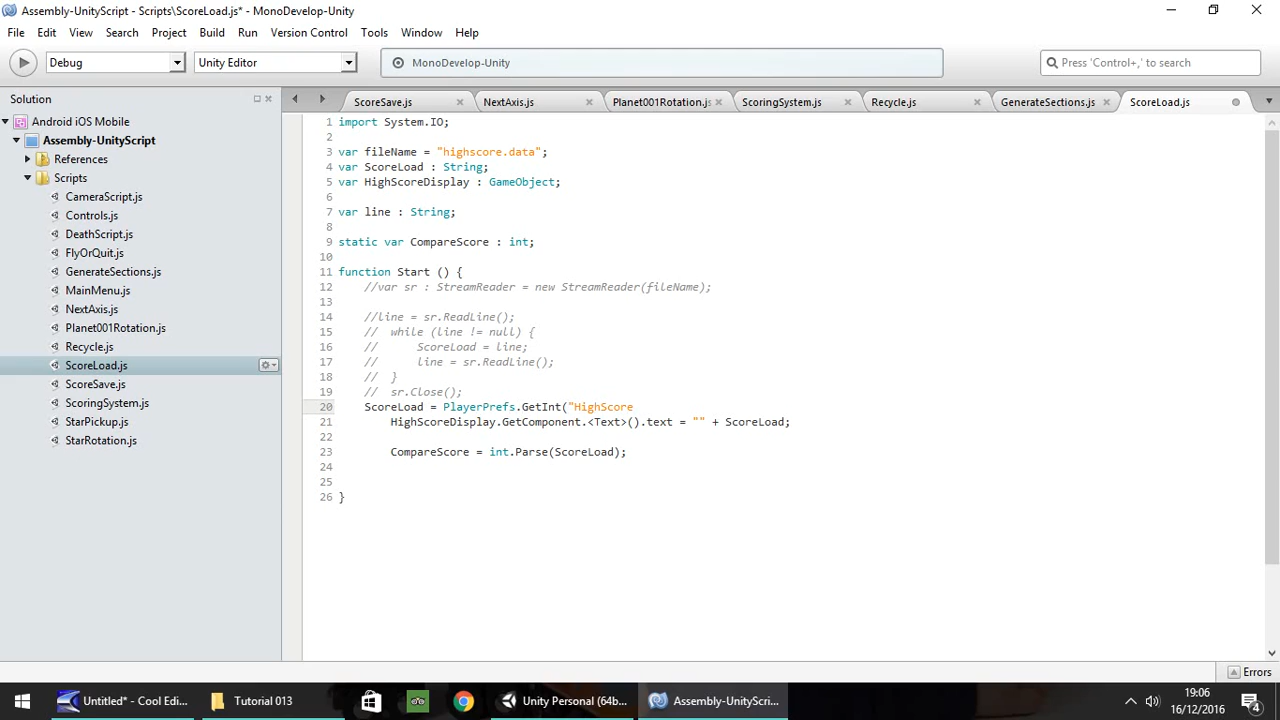 Assembly-UnityScript - Scripts\ScoreLoad.js* - MonoDevelop-Unity
File Edit View Search Project Build Run Version Control Tools Window Help
Debug Unity Editor MonoDevelop-Unity Press 'Control+,' to search
Solution
Android iOS Mobile
Assembly-UnityScript
References
Scripts
CameraScript.js
Controls.js
DeathScript.js
FlyOrQuit.js
GenerateSections.js
MainMenu.js
NextAxis.js
Planet001Rotation.js
Recycle.js
ScoreLoad.js
ScoreSave.js
ScoringSystem.js
StarPickup.js
StarRotation.js
ScoreSave.js NextAxis.js Planet001Rotation.js ScoringSystem.js Recycle.js GenerateSections.js ScoreLoad.js
1 import System.IO;
2
3 var fileName = "highscore.data";
4 var ScoreLoad : String;
5 var HighScoreDisplay : GameObject;
6
7 var line : String;
8
9 static var CompareScore : int;
10
11 function Start () {
12 //var sr : StreamReader = new StreamReader(fileName);
13
14 //line = sr.ReadLine();
15 // while (line != null) {
16 // ScoreLoad = line;
17 // line = sr.ReadLine();
18 // }
19 // sr.Close();
20 ScoreLoad = PlayerPrefs.GetInt("HighScore
21 HighScoreDisplay.GetComponent.<Text>().text = "" + ScoreLoad;
22
23 CompareScore = int.Parse(ScoreLoad);
24
25
26 }
Errors
Untitled* - Cool Edi... Tutorial 013 Unity Personal (64b... Assembly-UnityScri... 19:06
16/12/2016 4